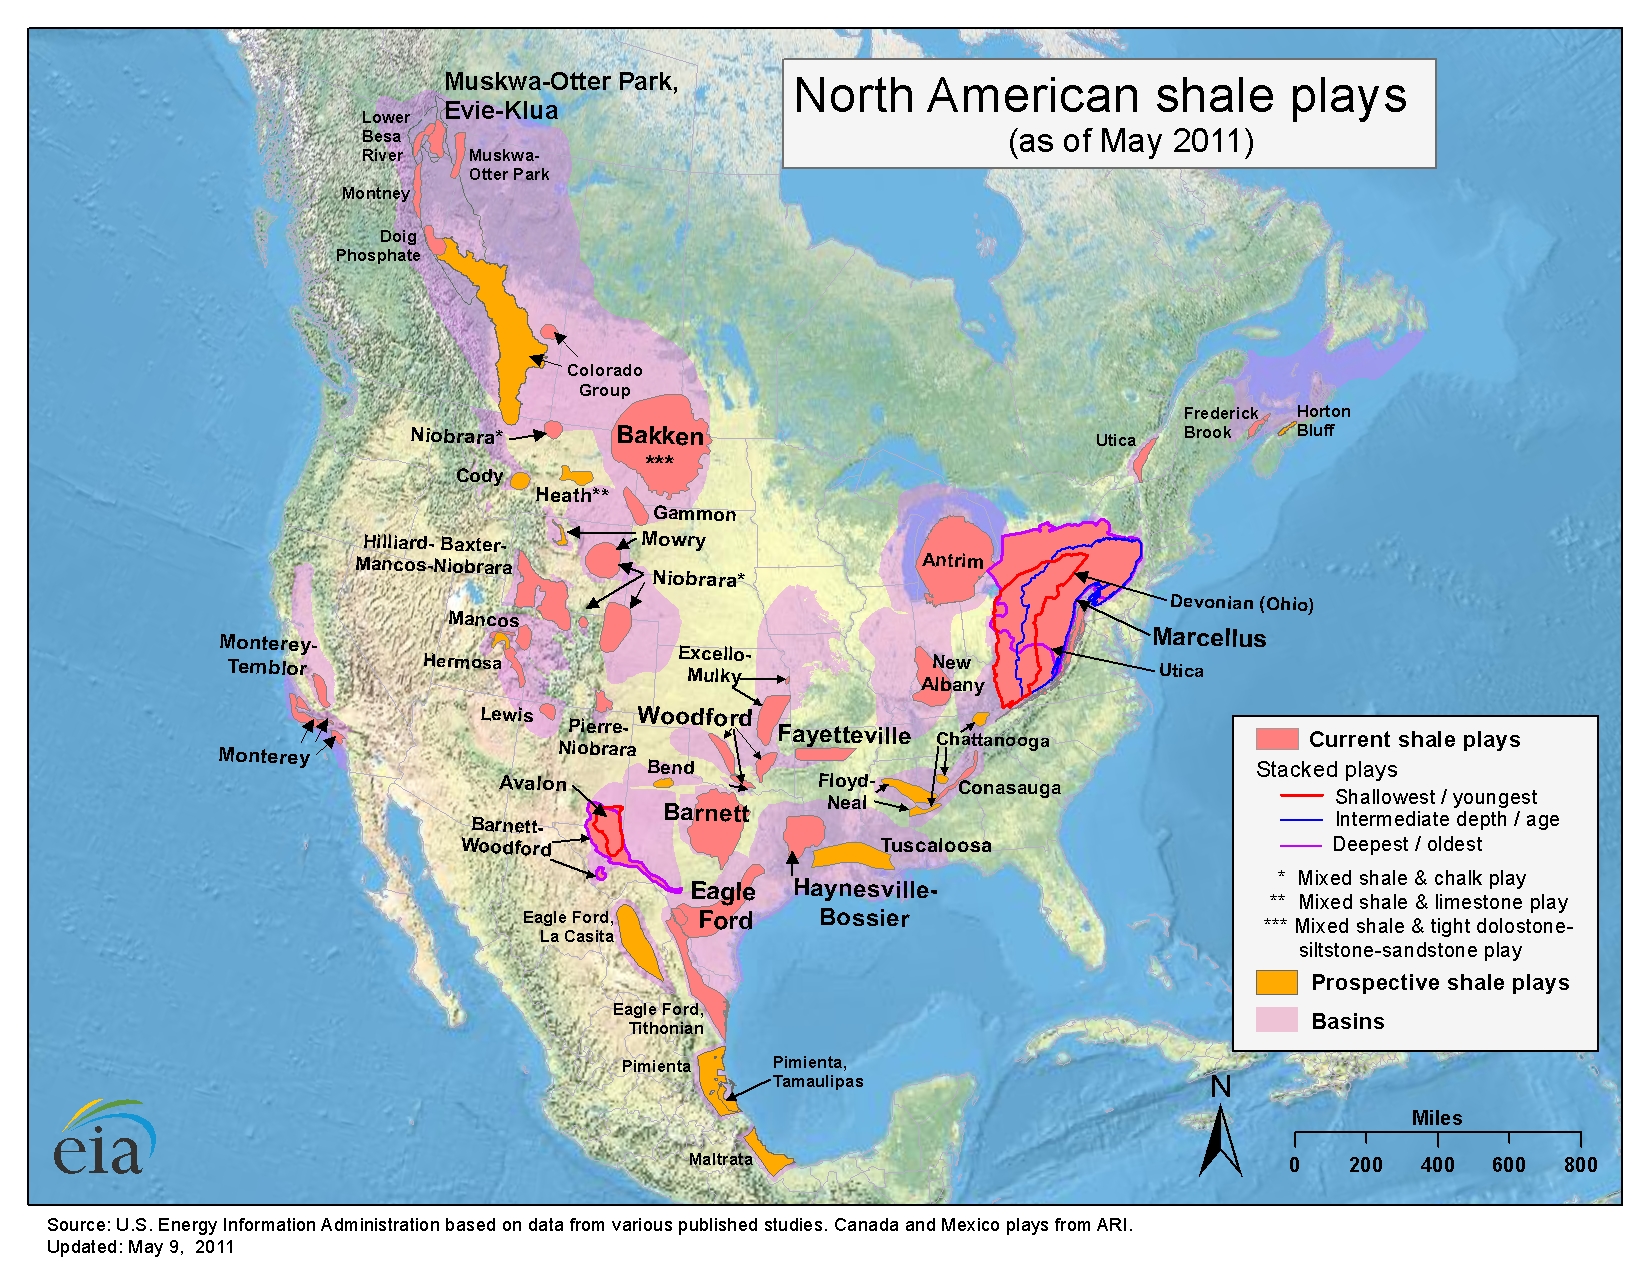 North American shale plays
(as of May 2011)
Muskwa-Otter Park,
Evie-Klua
Lower
Besa
River
Muskwa-
Otter Park
Montney
Doig
Phosphate
Colorado
Group
Niobrara*
Bakken
***
Cody
Heath**
Gammon
Mowry
Hilliard- Baxter-
Mancos-Niobrara
Niobrara*
Mancos
Hermosa
Monterey-
Temblor
Monterey
Lewis
Pierre-
Niobrara
Excello-
Mulky
Woodford
Fayetteville
Bend
Avalon
Barnett
Barnett-
Woodford
Antrim
New
Albany
Chattanooga
Floyd-
Neal
Conasauga
Tuscaloosa
Haynesville-
Bossier
Eagle
Ford
Eagle Ford,
La Casita
Eagle Ford,
Tithonian
Pimienta
Pimienta,
Tamaulipas
Maltrata
Utica
Frederick
Brook
Horton
Bluff
Devonian (Ohio)
Marcellus
Utica
Current shale plays
Stacked plays
Shallowest / youngest
Intermediate depth / age
Deepest / oldest
* Mixed shale & chalk play
** Mixed shale & limestone play
*** Mixed shale & tight dolostone-
siltstone-sandstone play
Prospective shale plays
Basins
N
Miles
0 200 400 600 800
eia
Source: U.S. Energy Information Administration based on data from various published studies. Canada and Mexico plays from ARI.
Updated: May 9, 2011